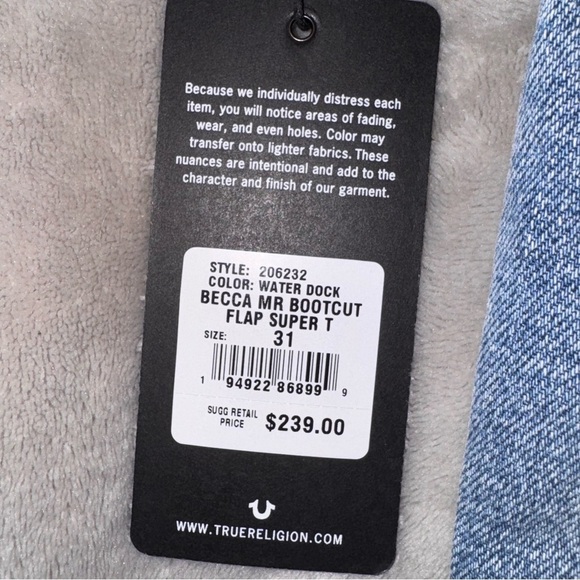 Because we individually distress each
item, you will notice areas of fading,
wear, and even holes. Color may
transfer onto lighter fabrics. These
nuances are intentional and add to the
character and finish of our garment.
STYLE: 206232
COLOR: WATER DOCK
BECCA MR BOOTCUT
FLAP SUPER T
SIZE: 31
1 94922 86899 9
SUGG RETAIL
PRICE $239.00
WWW.TRUERELIGION.COM